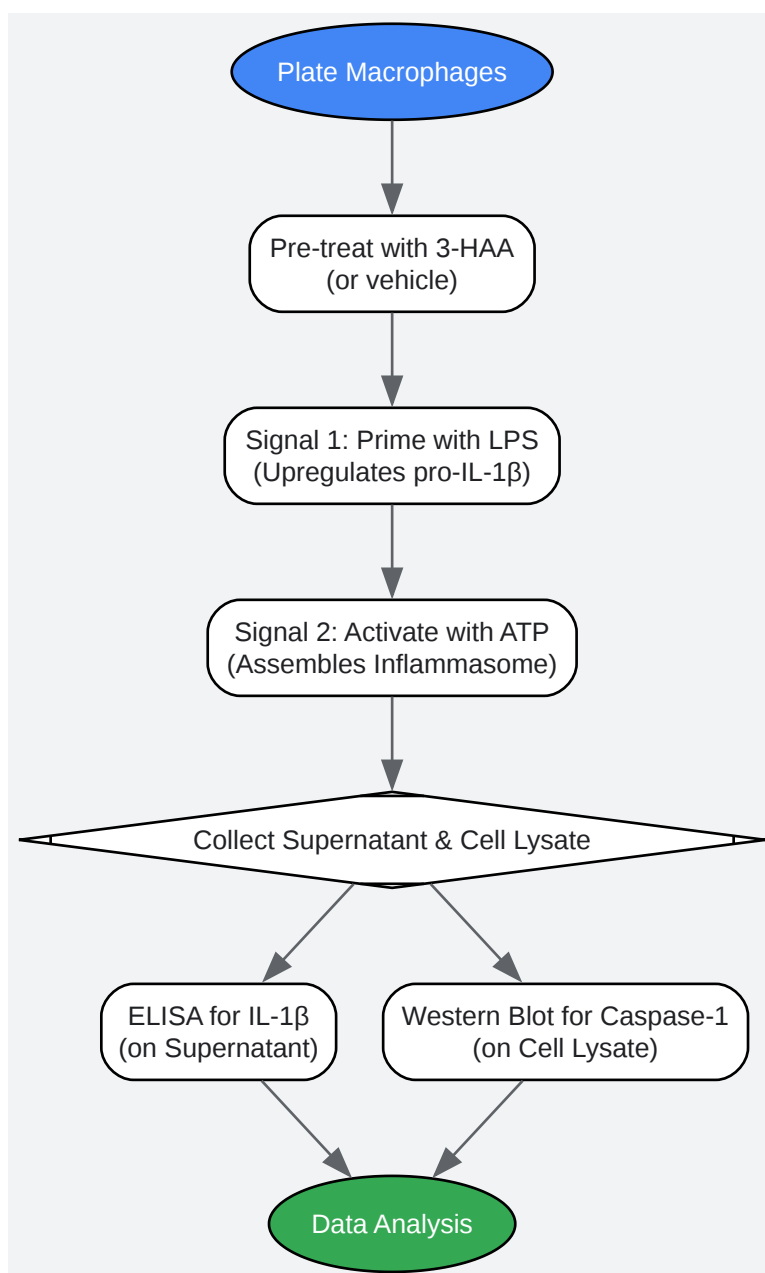 Plate Macrophages
Pre-treat with 3-HAA
(or vehicle)
Signal 1: Prime with LPS
(Upregulates pro-IL-1β)
Signal 2: Activate with ATP
(Assembles Inflammasome)
Collect Supernatant & Cell Lysate
ELISA for IL-1β
(on Supernatant)
Western Blot for Caspase-1
(on Cell Lysate)
Data Analysis